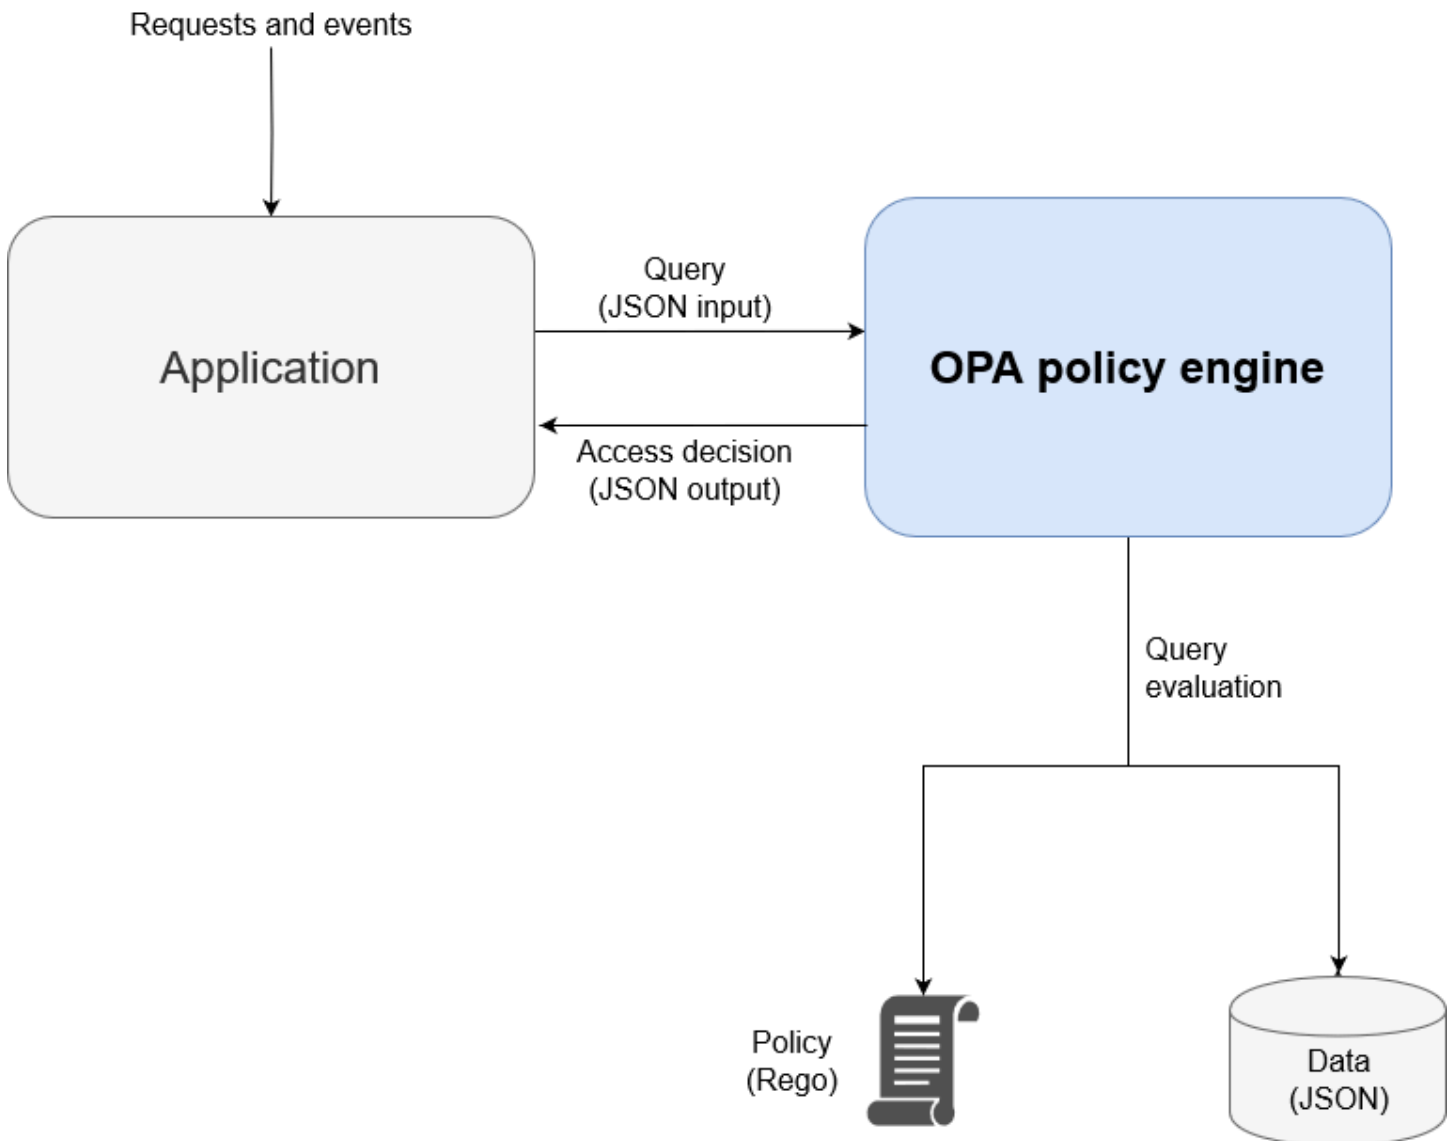 Requests and events
Query
(JSON input)
Application
OPA policy engine
Access decision
(JSON output)
Query
evaluation
Policy
(Rego)
Data
(JSON)